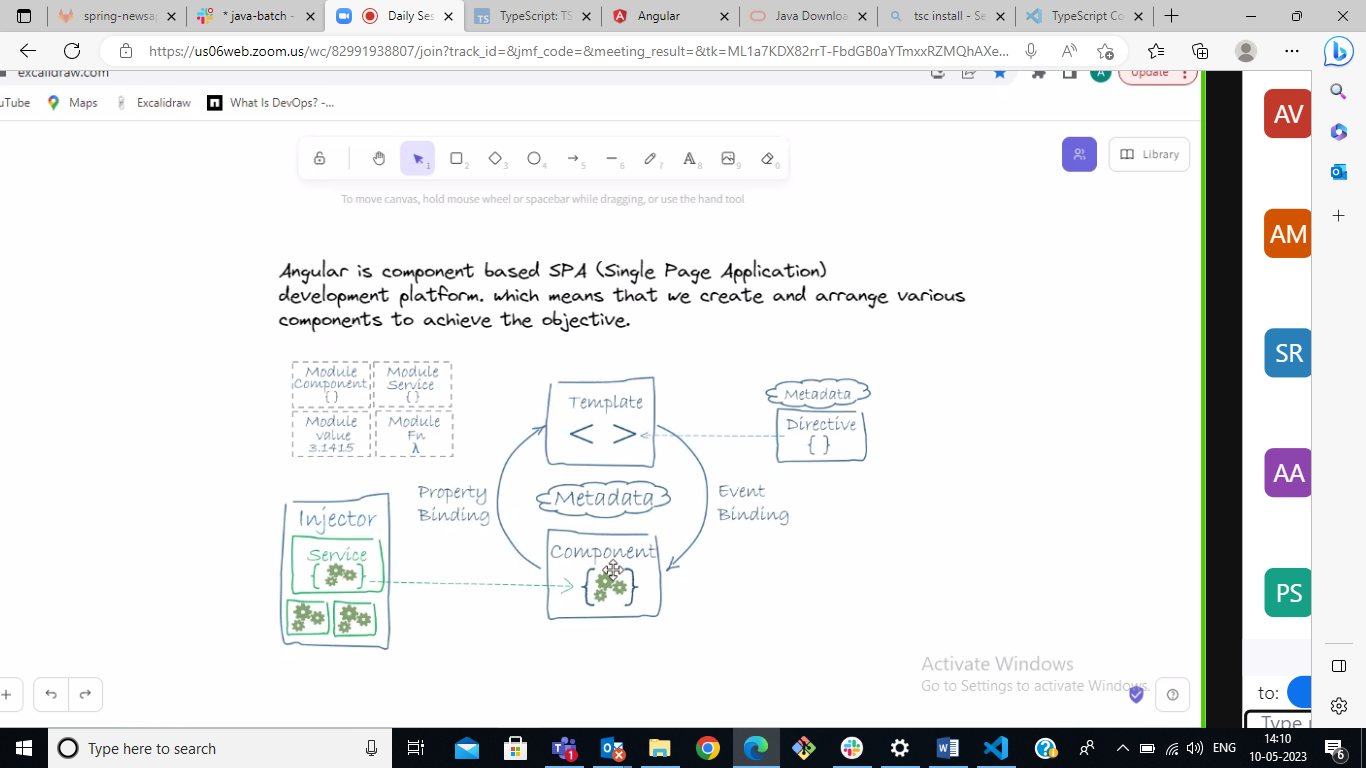 spring-newsa
* java-batch -
Daily Ses
TypeScript: TS
Angular
Java Downloa
tsc install - Se
TypeScript Co
https://us06web.zoom.us/wc/82991938807/join?track_id=&jmf_code=&meeting_result=&tk=ML1a7KDX82rrT-FbdGB0aYTmxxRZMQhAXe...
excalidraw.com
Update
uTube
Maps
Excalidraw
What Is DevOps? -...
1
2
3
4
5
6
7
8
9
0
Library
To move canvas, hold mouse wheel or spacebar while dragging, or use the hand tool
Angular is component based SPA (Single Page Application)
development platform. which means that we create and arrange various
components to achieve the objective.
Module
Component
{ }
Module
Service
{ }
Module
value
3.1415
Module
Fn
λ
Template
< >
Metadata
Directive
{ }
Property
Binding
Metadata
Event
Binding
Injector
Service
{ }
Component
{ }
AV
AM
SR
AA
PS
Activate Windows
Go to Settings to activate Windows.
to:
Type
Type here to search
1
ENG
14:10
10-05-2023
6